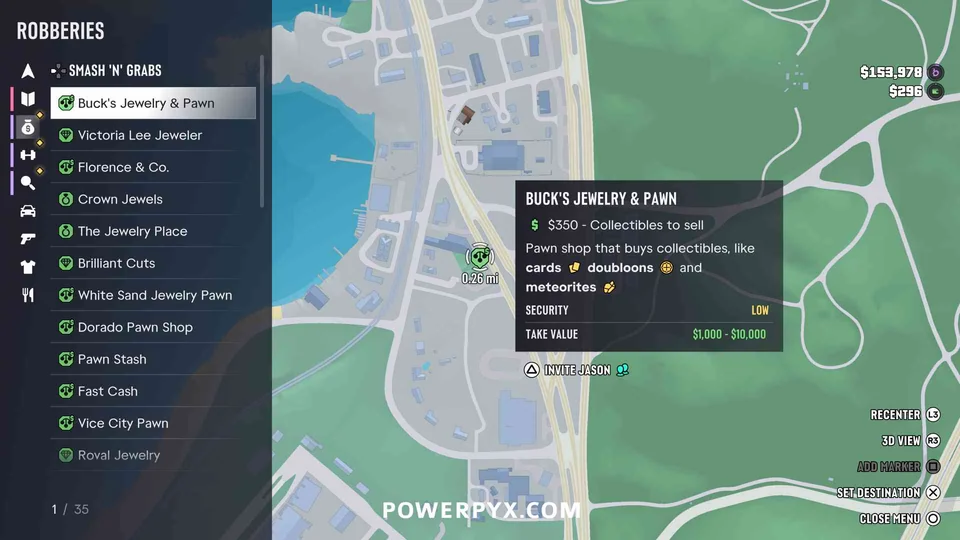 ROBBERIES
SMASH 'N' GRABS
Buck's Jewelry & Pawn
Victoria Lee Jeweler
Florence & Co.
Crown Jewels
The Jewelry Place
Brilliant Cuts
White Sand Jewelry Pawn
Dorado Pawn Shop
Pawn Stash
Fast Cash
Vice City Pawn
Roval Jewelry
1 / 35
$153,978
$296
0.26 mi
BUCK'S JEWELRY & PAWN
$ $350 - Collectibles to sell
Pawn shop that buys collectibles, like
cards doubloons and
meteorites
SECURITY LOW
TAKE VALUE $1,000 - $10,000
INVITE JASON
RECENTER L3
3D VIEW R3
ADD MARKER
SET DESTINATION
CLOSE MENU
POWERPYX.COM